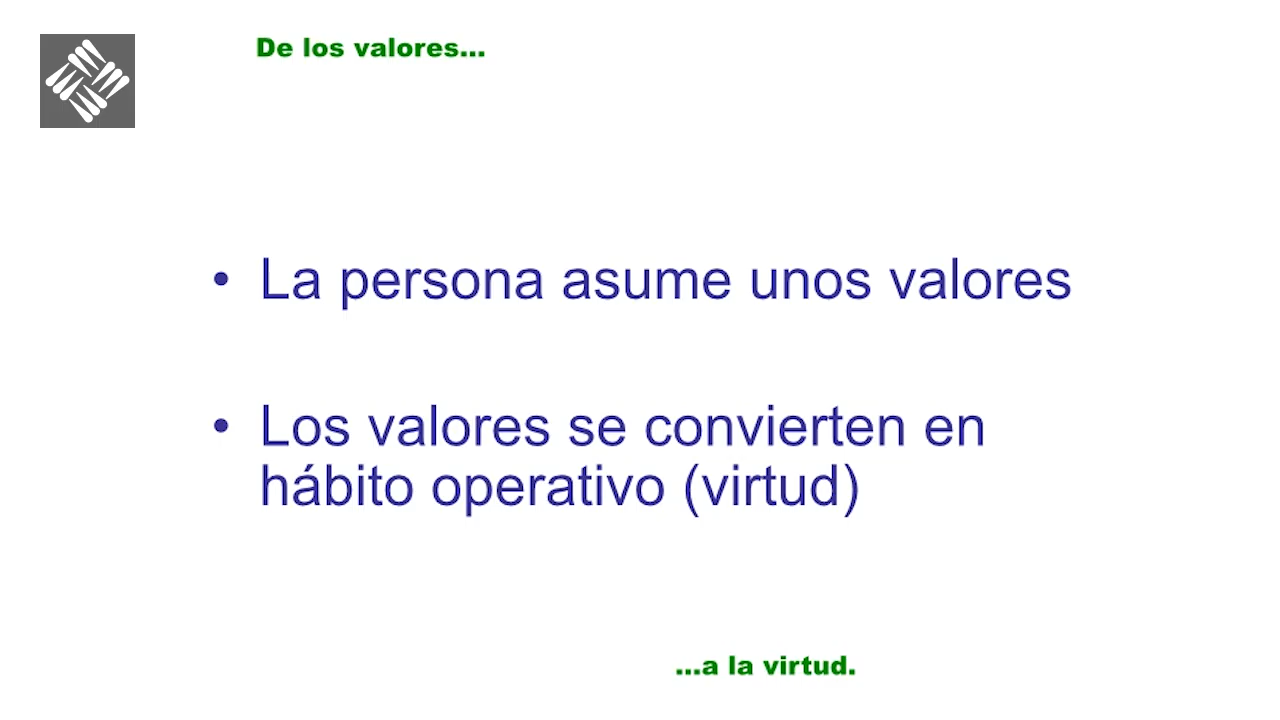 De los valores...
• La persona asume unos valores
• Los valores se convierten en
hábito operativo (virtud)
...a la virtud.